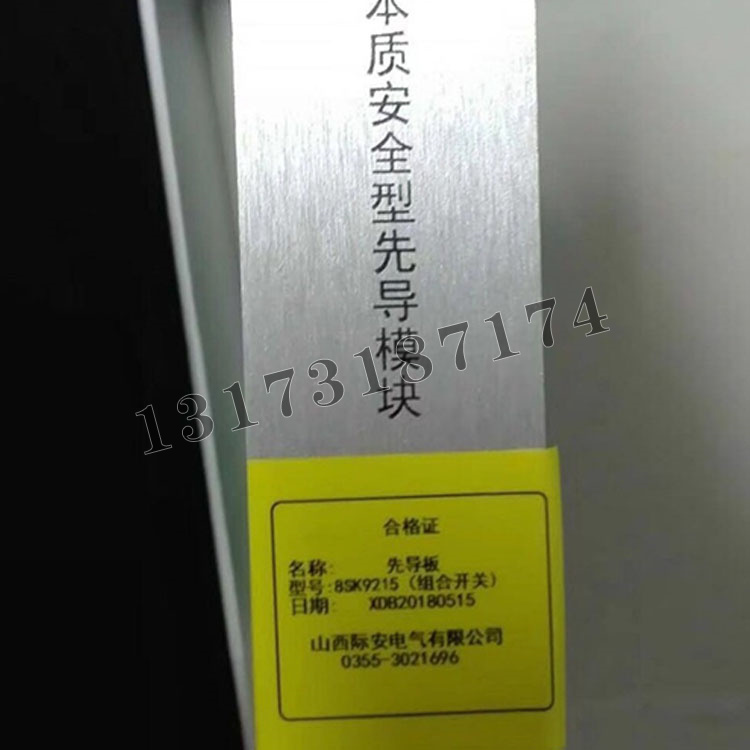 本质安全型先导模块
13173187174
合格证
名称: 先导板
型号:8SK9215（组合开关）
日期: XDB20180515
山西际安电气有限公司
0355-3021696